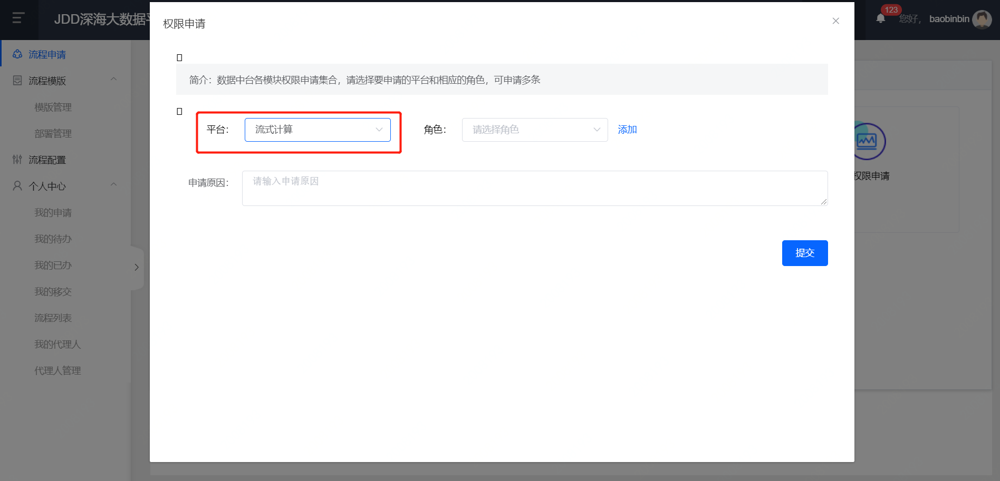 JDD深海大数据平
123
您好， baobinbin
流程申请
流程模版
模版管理
部署管理
流程配置
个人中心
我的申请
我的待办
我的已办
我的移交
流程列表
我的代理人
代理人管理
权限申请
简介：数据中台各模块权限申请集合，请选择要申请的平台和相应的角色，可申请多条
平台： 流式计算 角色： 请选择角色 添加
申请原因： 请输入申请原因
提交
权限申请